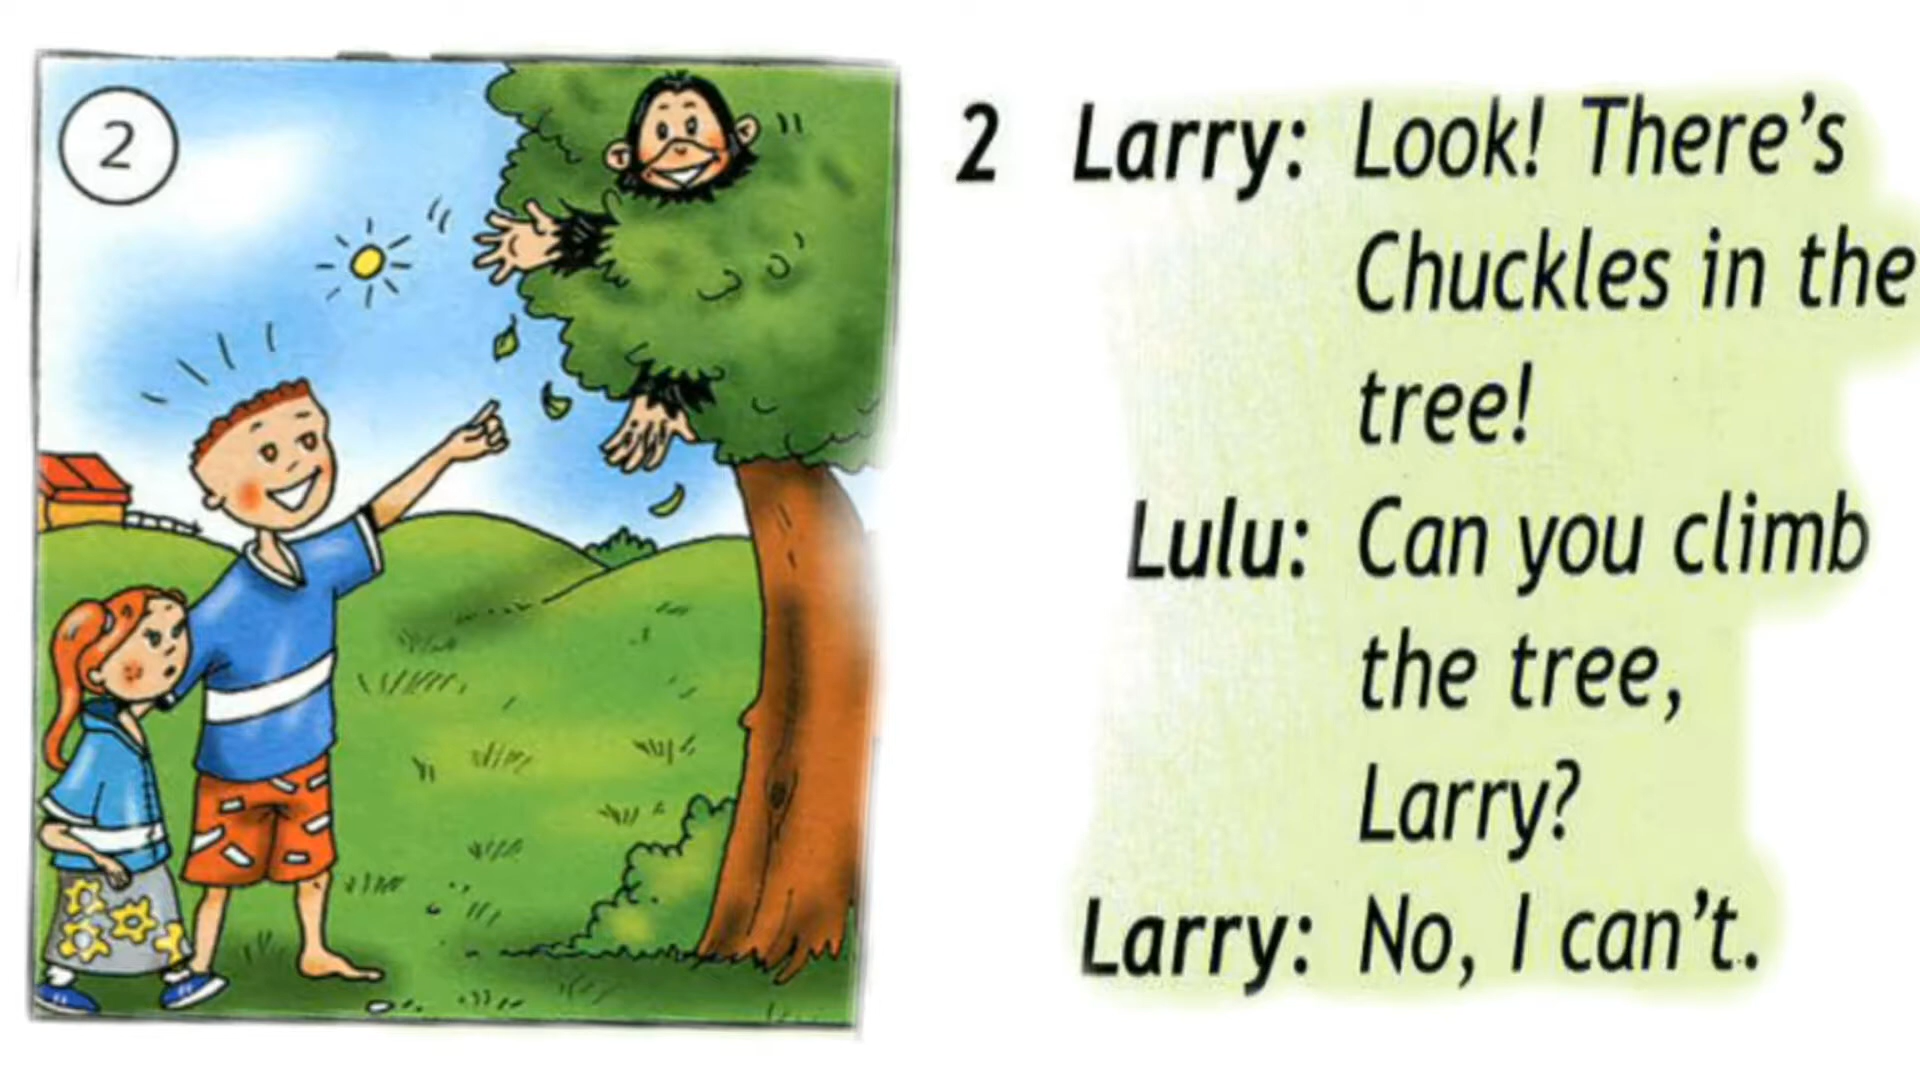 2
2 Larry: Look! There's
Chuckles in the
tree!
Lulu: Can you climb
the tree,
Larry?
Larry: No, I can't.